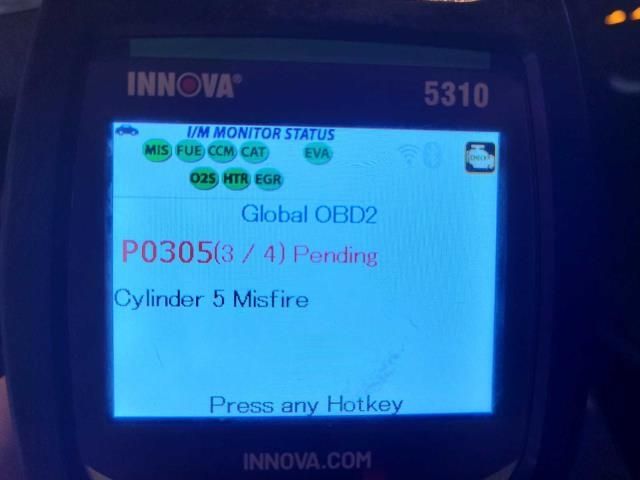 INNOVA®
5310
I/M MONITOR STATUS
MIS FUE CCM CAT EVA
CHECK
O2S HTR EGR
Global OBD2
P0305(3 / 4) Pending
Cylinder 5 Misfire
Press any Hotkey
INNOVA.COM